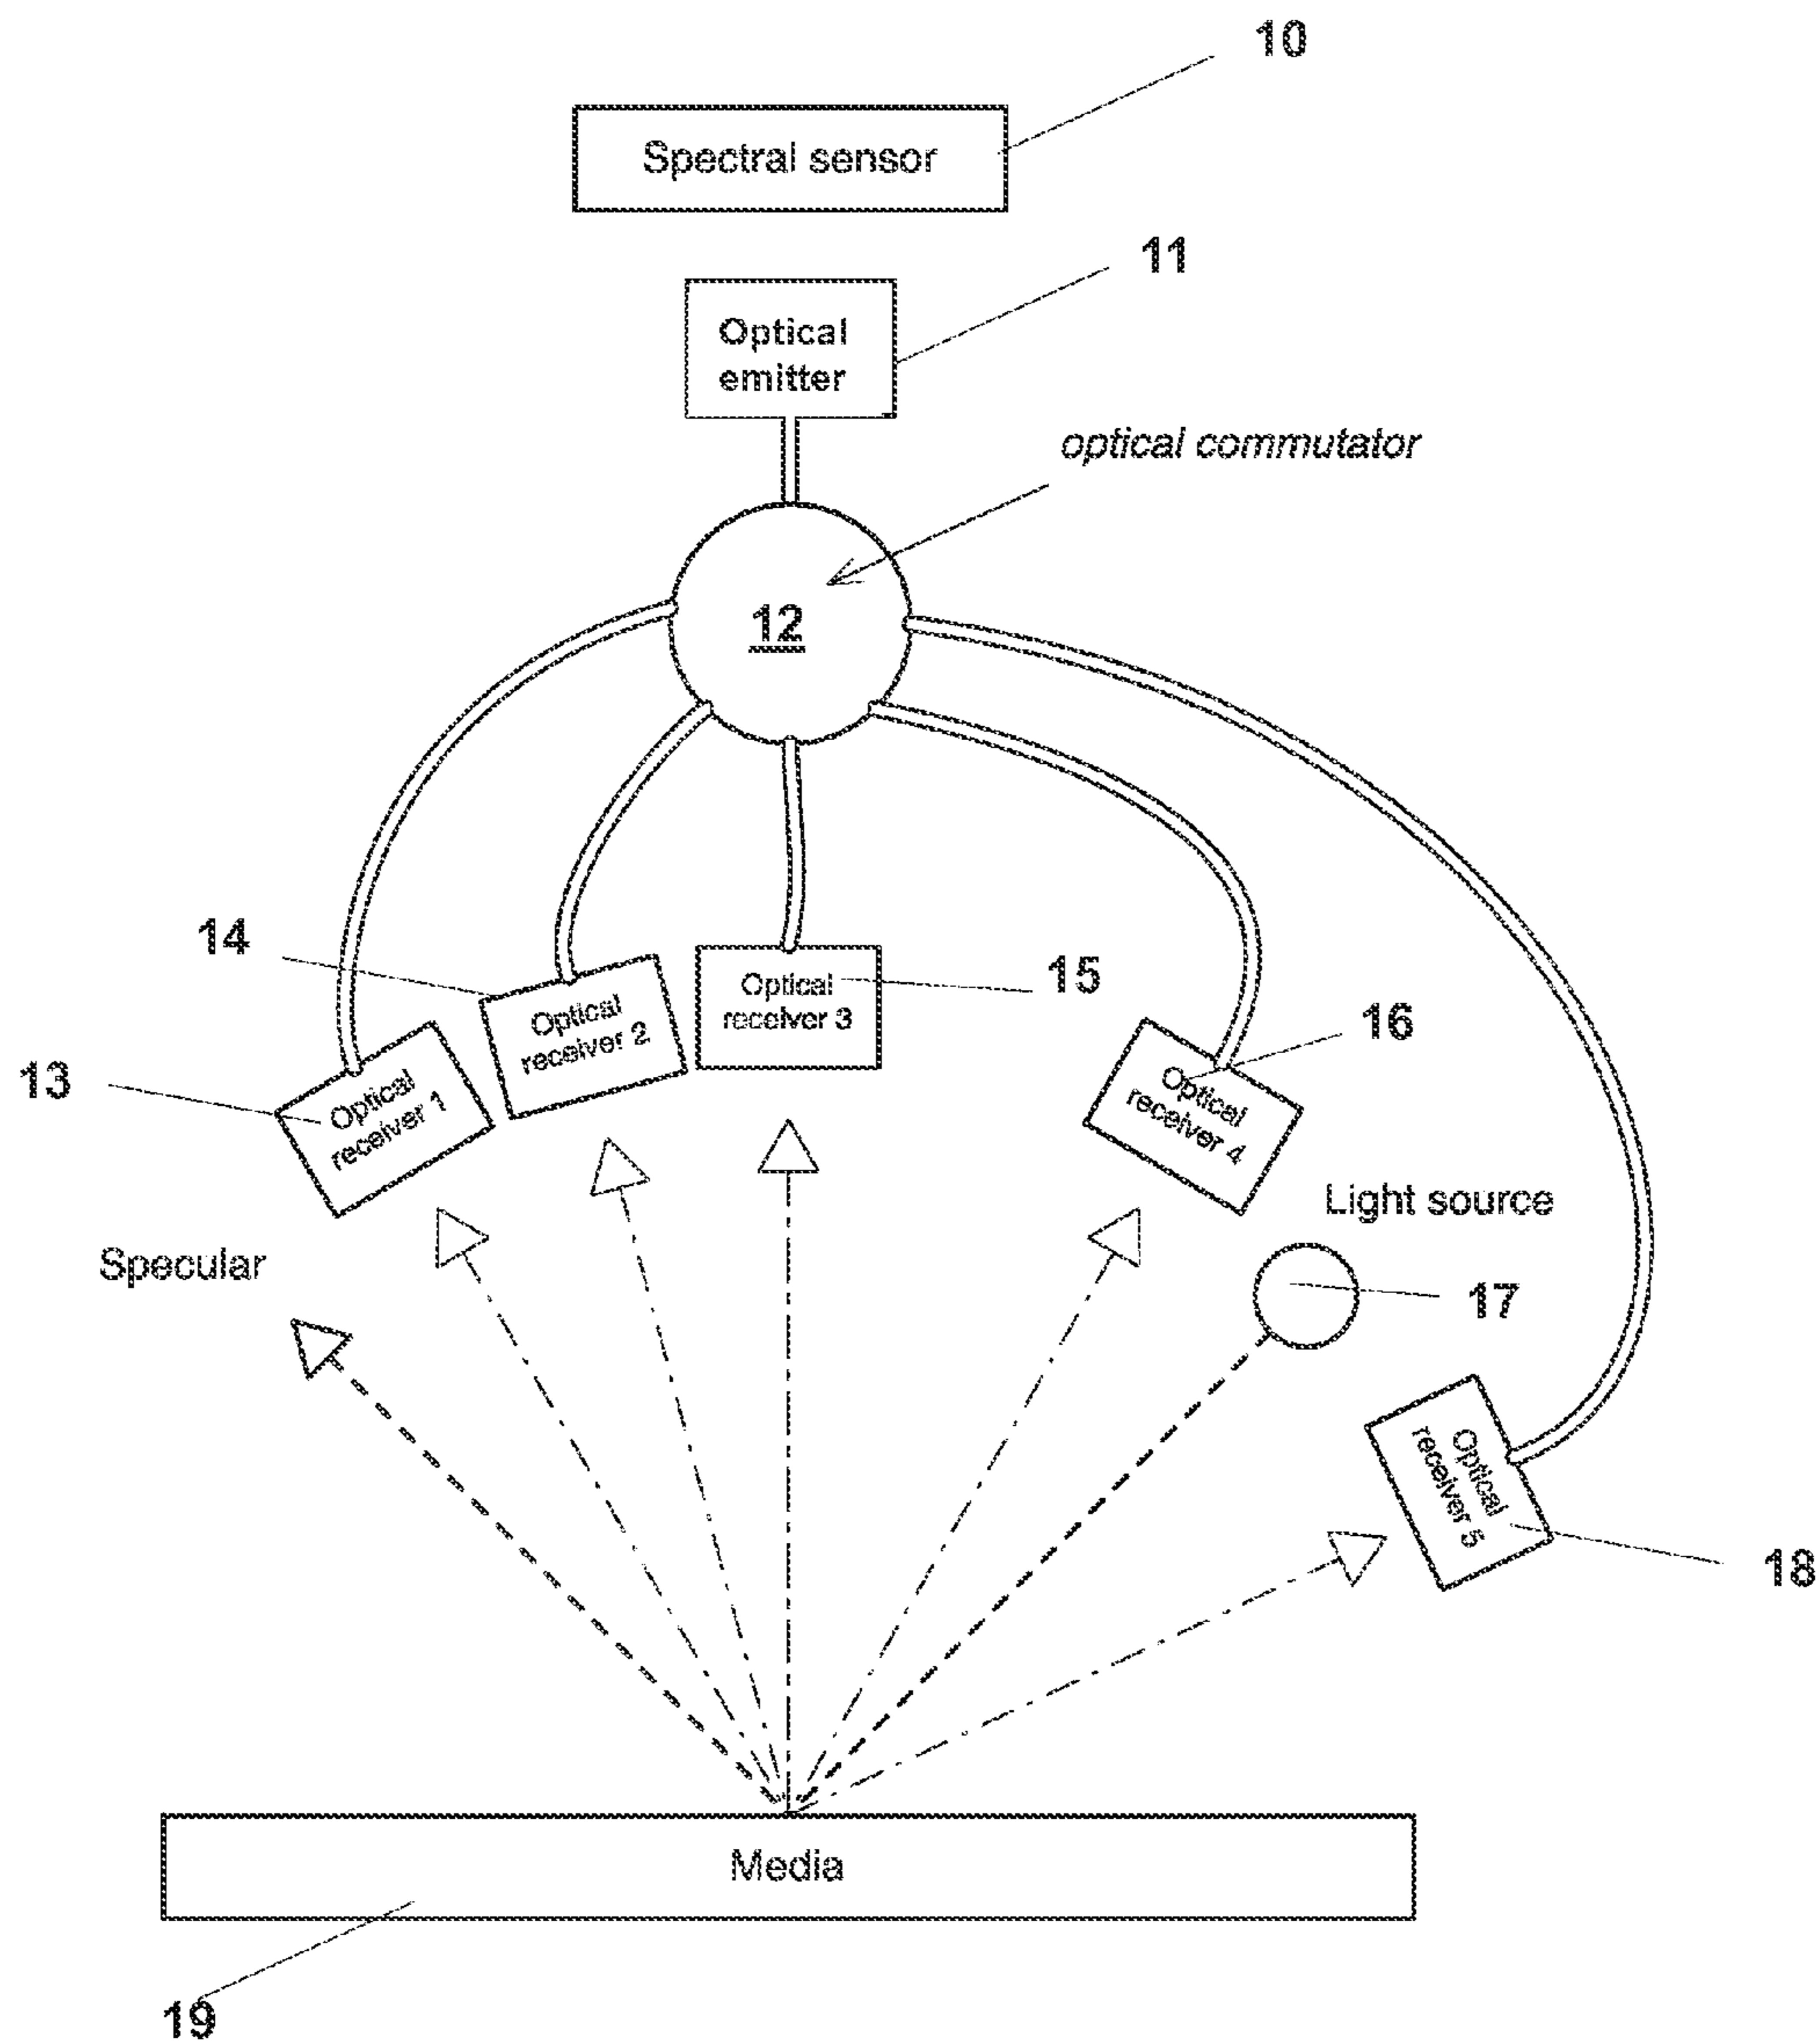 10
Spectral sensor
11
Optical
emitter
optical commutator
12
14
15
Optical
receiver 3
16
13
Optical
receiver 2
Optical
receiver 1
Optical
receiver 4
Light source
Specular
17
Optical
receiver 5
18
Media
19